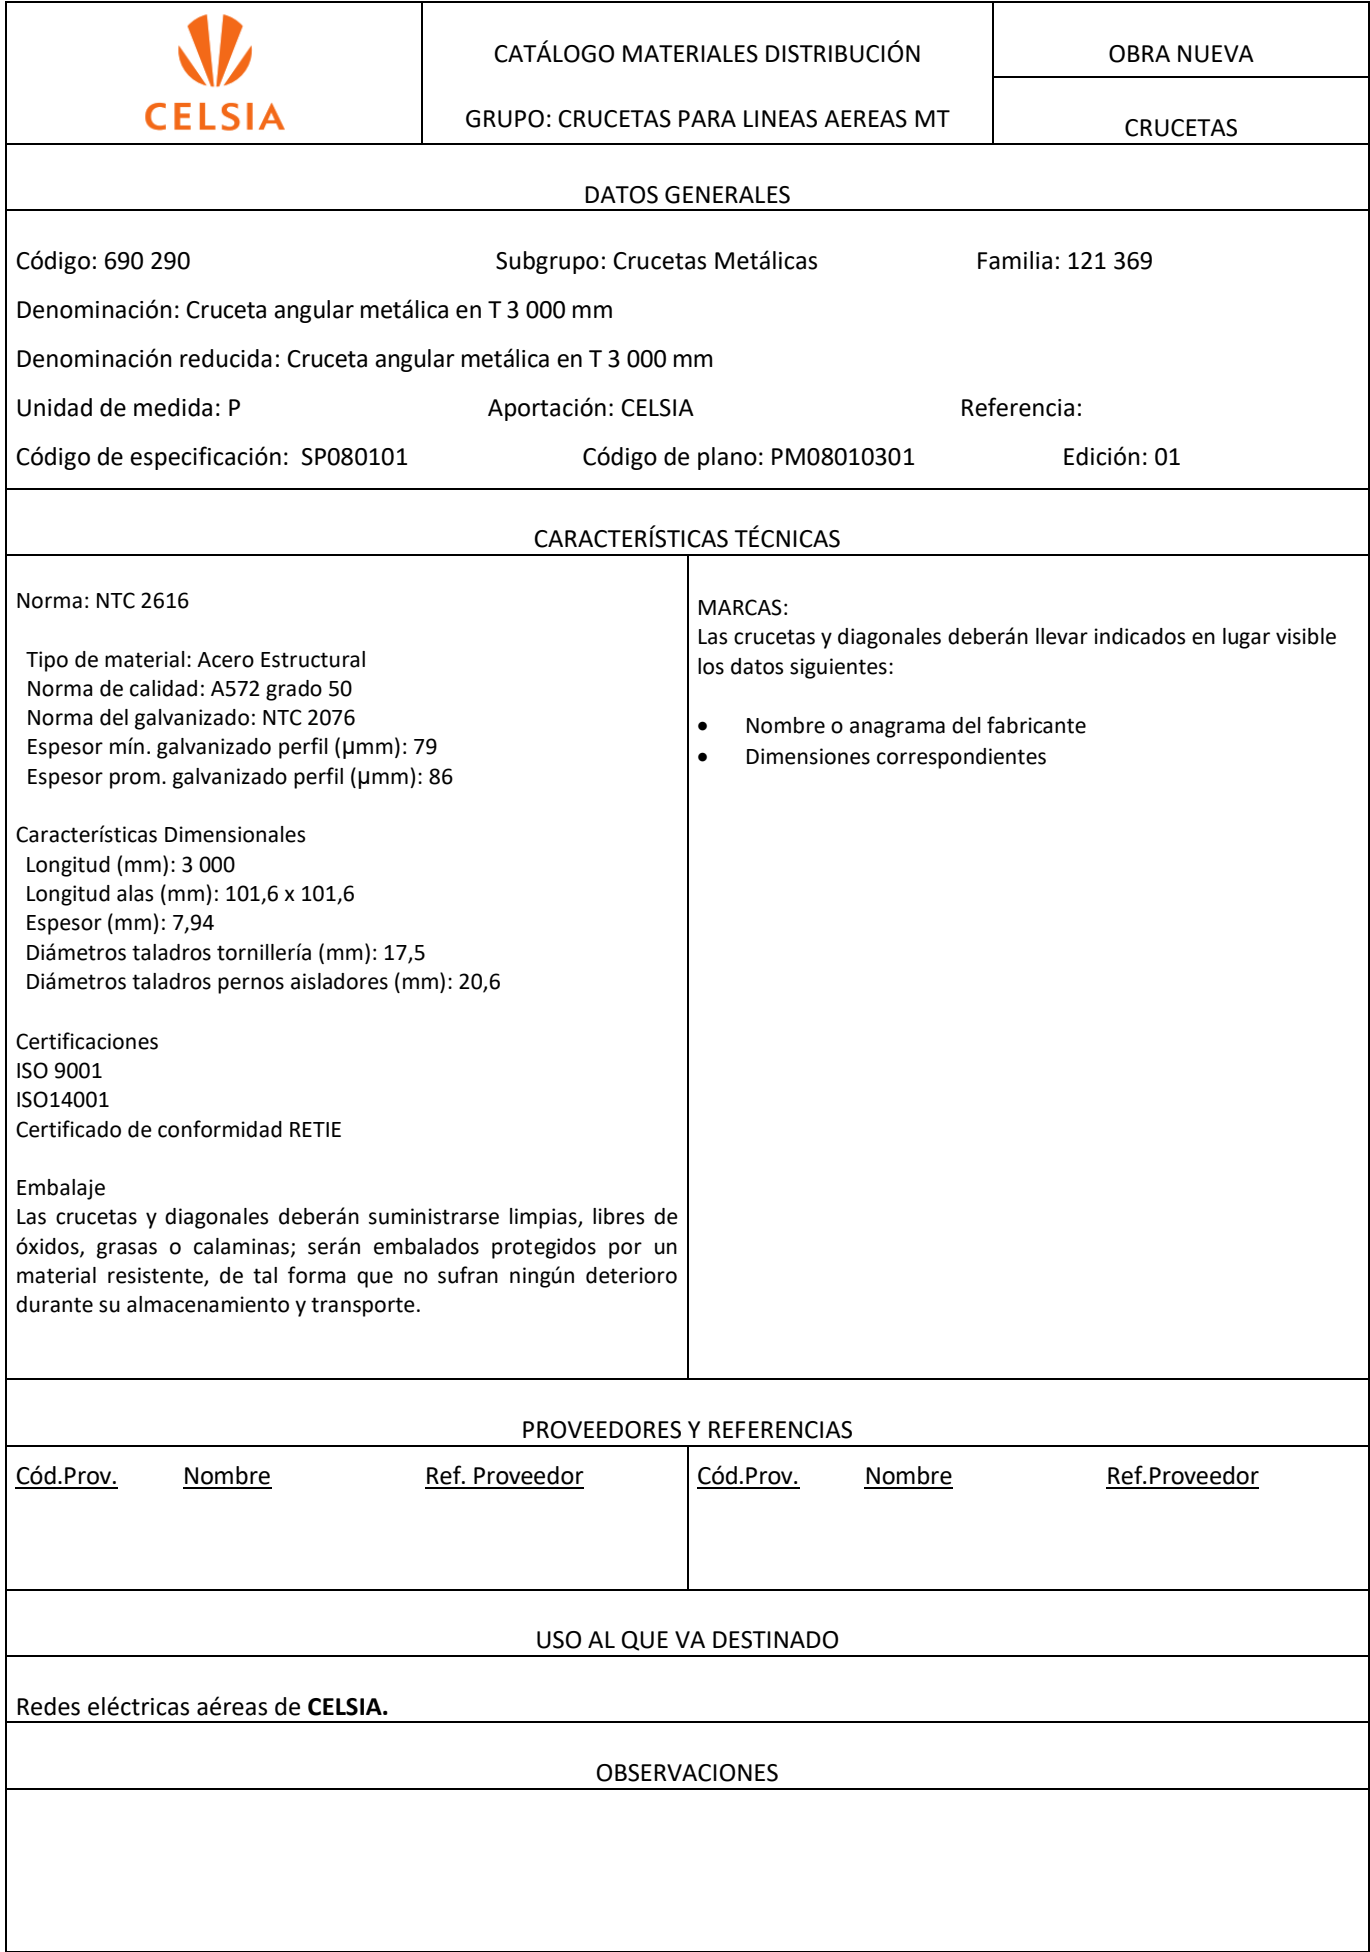 CELSIA
CATÁLOGO MATERIALES DISTRIBUCIÓN
GRUPO: CRUCETAS PARA LINEAS AEREAS MT
OBRA NUEVA
CRUCETAS
DATOS GENERALES
Código: 690 290 Subgrupo: Crucetas Metálicas Familia: 121 369
Denominación: Cruceta angular metálica en T 3 000 mm
Denominación reducida: Cruceta angular metálica en T 3 000 mm
Unidad de medida: P Aportación: CELSIA Referencia:
Código de especificación: SP080101 Código de plano: PM08010301 Edición: 01
CARACTERÍSTICAS TÉCNICAS
Norma: NTC 2616
Tipo de material: Acero Estructural
Norma de calidad: A572 grado 50
Norma del galvanizado: NTC 2076
Espesor mín. galvanizado perfil (µmm): 79
Espesor prom. galvanizado perfil (µmm): 86
Características Dimensionales
Longitud (mm): 3 000
Longitud alas (mm): 101,6 x 101,6
Espesor (mm): 7,94
Diámetros taladros tornillería (mm): 17,5
Diámetros taladros pernos aisladores (mm): 20,6
Certificaciones
ISO 9001
ISO14001
Certificado de conformidad RETIE
Embalaje
Las crucetas y diagonales deberán suministrarse limpias, libres de
óxidos, grasas o calaminas; serán embalados protegidos por un
material resistente, de tal forma que no sufran ningún deterioro
durante su almacenamiento y transporte.
MARCAS:
Las crucetas y diagonales deberán llevar indicados en lugar visible
los datos siguientes:
• Nombre o anagrama del fabricante
• Dimensiones correspondientes
PROVEEDORES Y REFERENCIAS
Cód.Prov. Nombre Ref. Proveedor
Cód.Prov. Nombre Ref.Proveedor
USO AL QUE VA DESTINADO
Redes eléctricas aéreas de CELSIA.
OBSERVACIONES